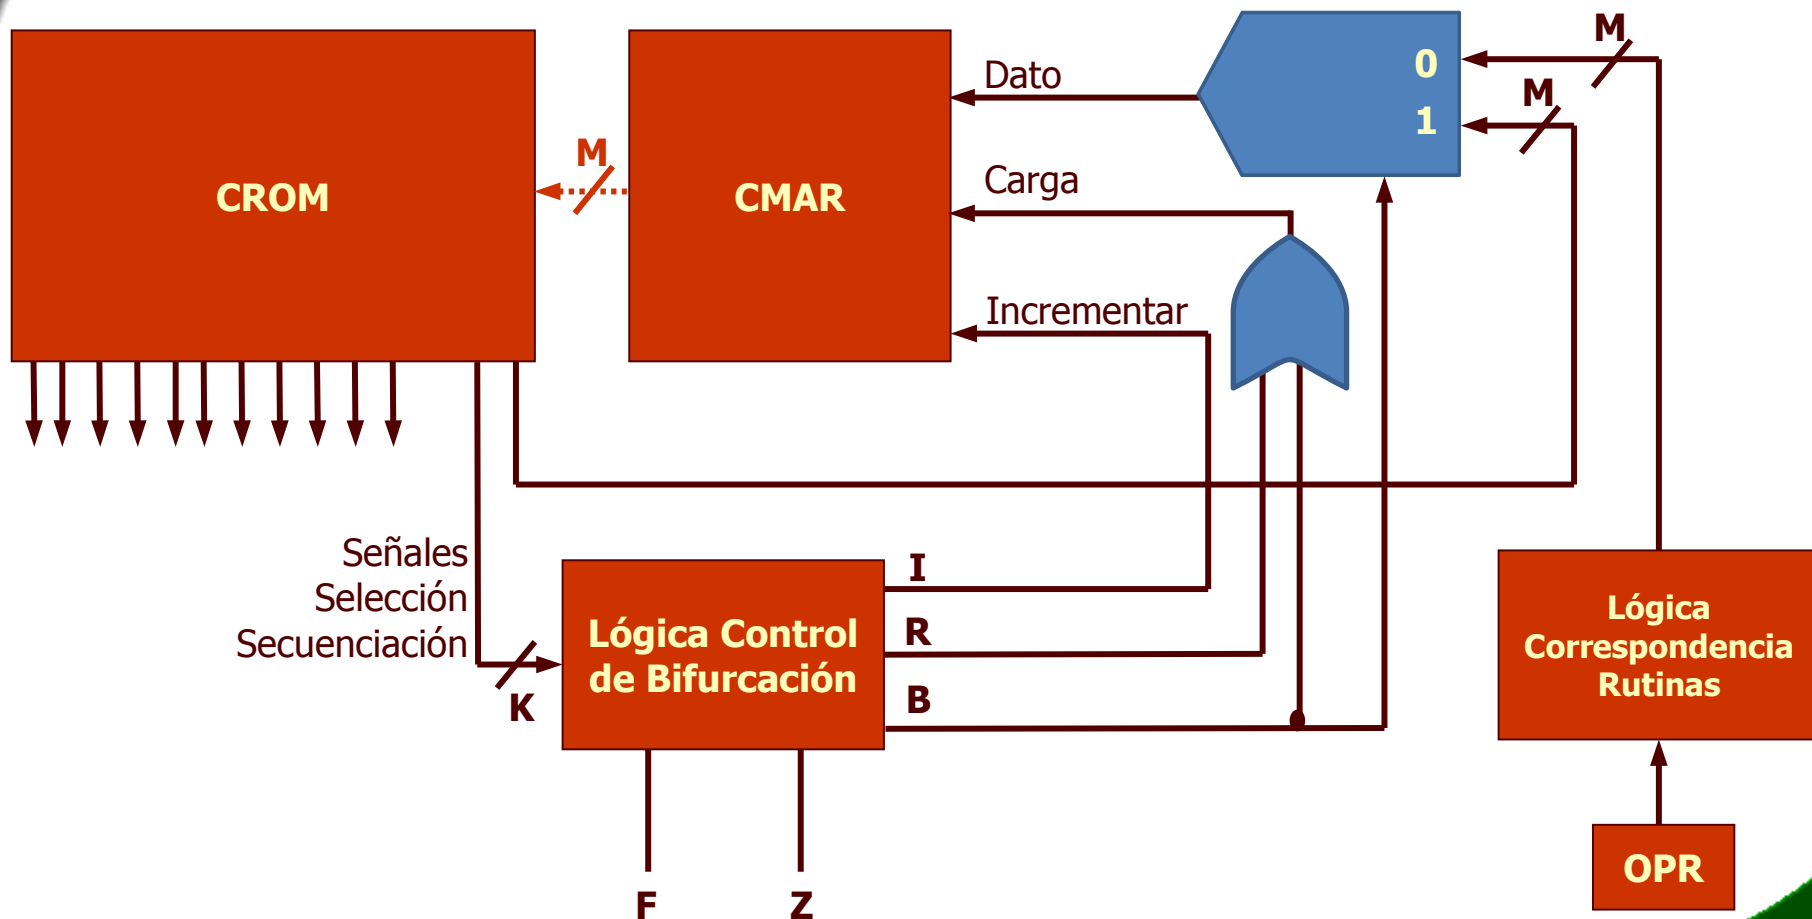 M
0
Dato
M
1
M
Carga
CROM
CMAR
Incrementar
Señales
Selección
Secuenciación
K
Lógica Control
de Bifurcación
I
R
B
Lógica
Correspondencia
Rutinas
F
Z
OPR